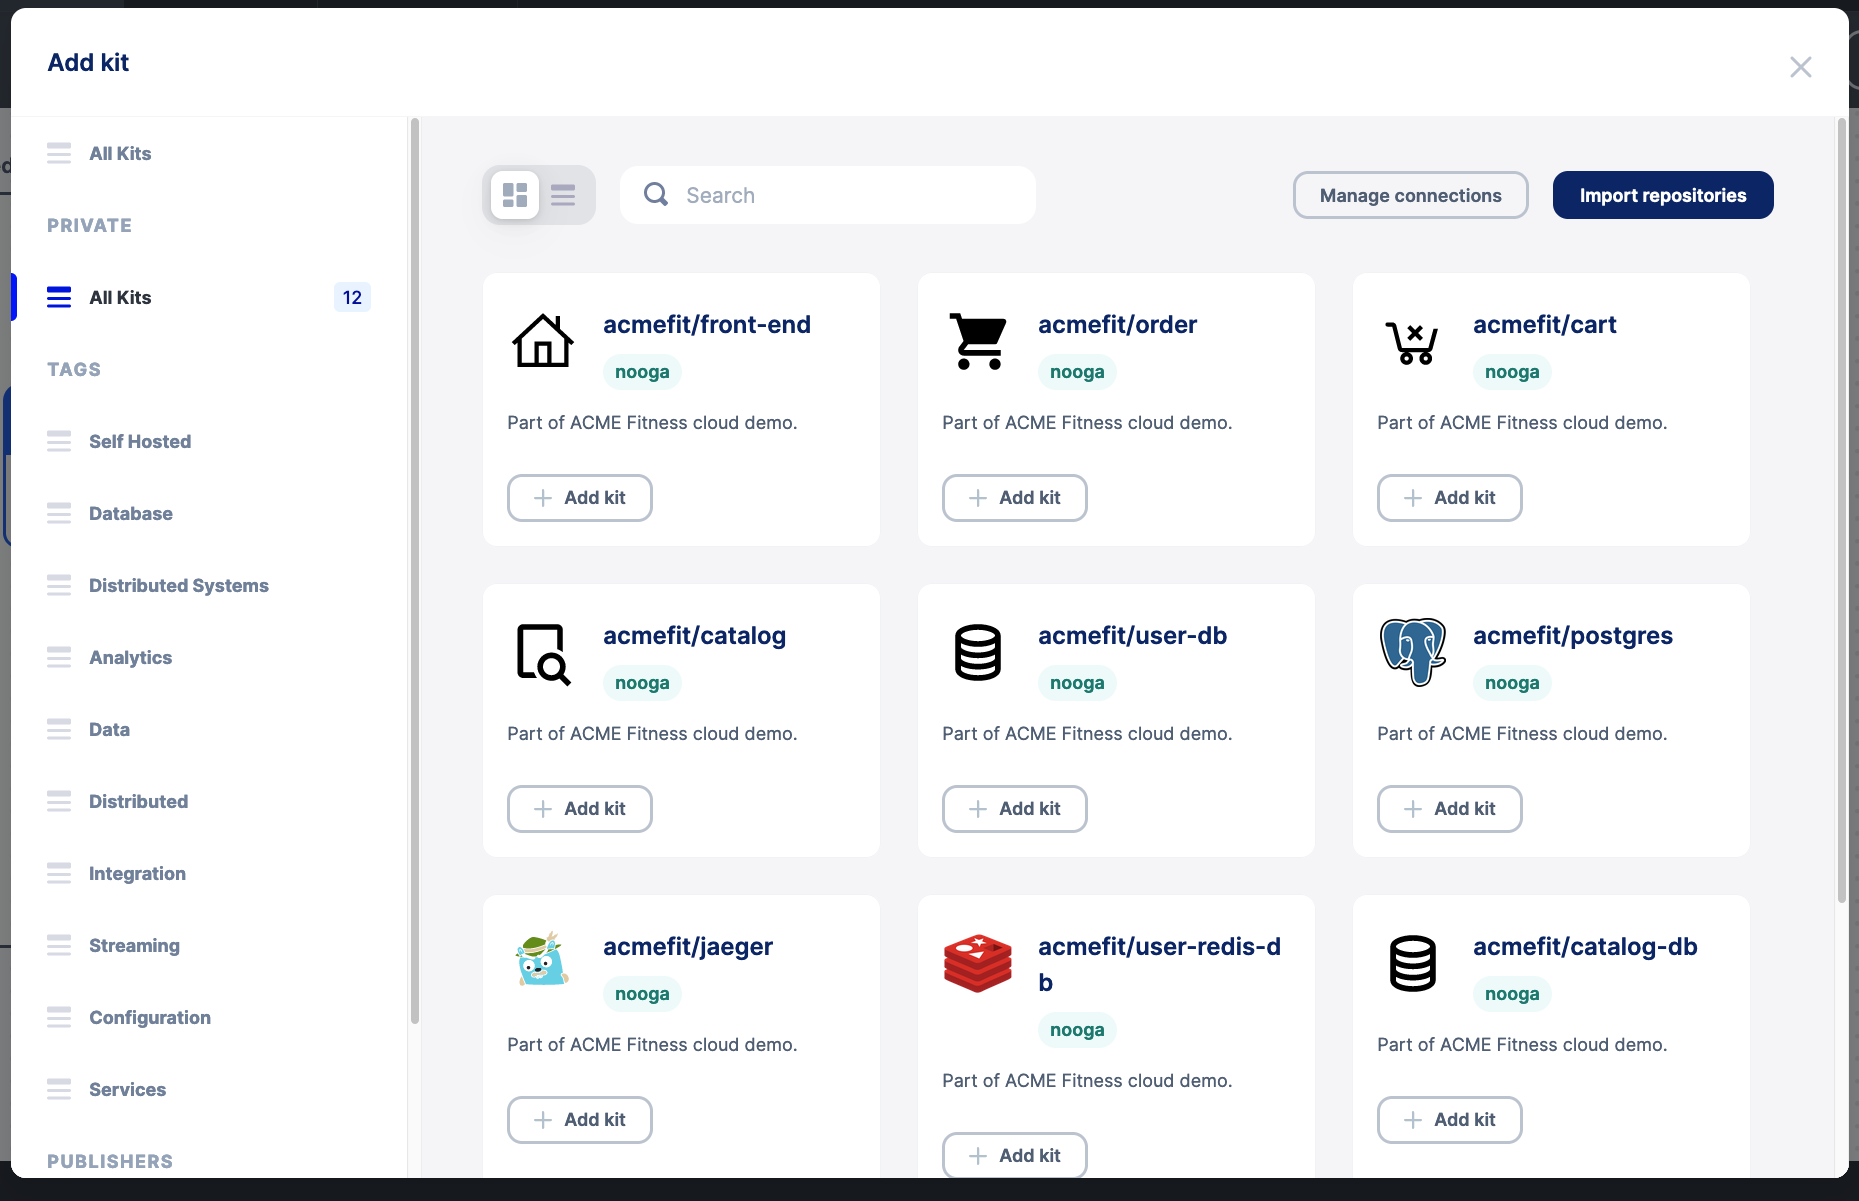 Add kit
All Kits
PRIVATE
All Kits 12
TAGS
Self Hosted
Database
Distributed Systems
Analytics
Data
Distributed
Integration
Streaming
Configuration
Services
PUBLISHERS
Search
Manage connections
Import repositories
acmefit/front-end
nooga
Part of ACME Fitness cloud demo.
Add kit
acmefit/order
nooga
Part of ACME Fitness cloud demo.
Add kit
acmefit/cart
nooga
Part of ACME Fitness cloud demo.
Add kit
acmefit/catalog
nooga
Part of ACME Fitness cloud demo.
Add kit
acmefit/user-db
nooga
Part of ACME Fitness cloud demo.
Add kit
acmefit/postgres
nooga
Part of ACME Fitness cloud demo.
Add kit
acmefit/jaeger
nooga
Part of ACME Fitness cloud demo.
Add kit
acmefit/user-redis-d
b
nooga
Part of ACME Fitness cloud demo.
Add kit
acmefit/catalog-db
nooga
Part of ACME Fitness cloud demo.
Add kit